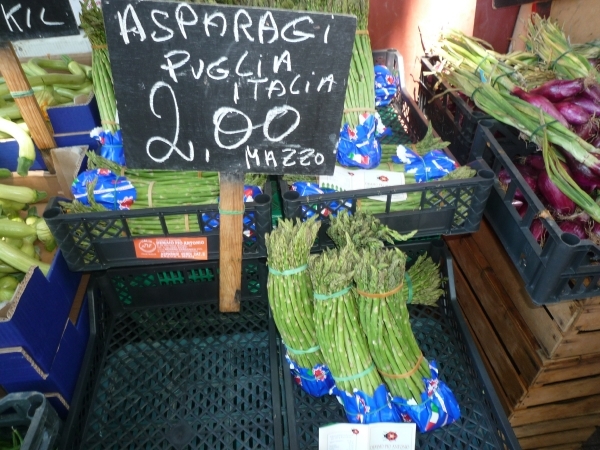 KIL
ASPARAGI
PUGLIA
ITALIA
2,00
MAZZO